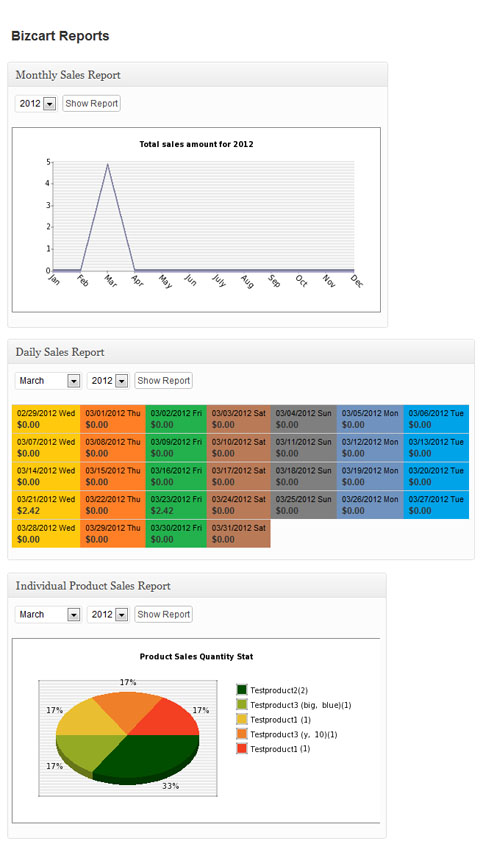 Bizcart Reports
Monthly Sales Report
2012 Show Report
Total sales amount for 2012
5
4
3
2
1
0
Jan Feb Mar Apr May Jun July Aug Sep Oct Nov Dec
Daily Sales Report
March 2012 Show Report
02/29/2012 Wed 03/01/2012 Thu 03/02/2012 Fri 03/03/2012 Sat 03/04/2012 Sun 03/05/2012 Mon 03/06/2012 Tue
$0.00 $0.00 $0.00 $0.00 $0.00 $0.00 $0.00
03/07/2012 Wed 03/08/2012 Thu 03/09/2012 Fri 03/10/2012 Sat 03/11/2012 Sun 03/12/2012 Mon 03/13/2012 Tue
$0.00 $0.00 $0.00 $0.00 $0.00 $0.00 $0.00
03/14/2012 Wed 03/15/2012 Thu 03/16/2012 Fri 03/17/2012 Sat 03/18/2012 Sun 03/19/2012 Mon 03/20/2012 Tue
$0.00 $0.00 $0.00 $0.00 $0.00 $0.00 $0.00
03/21/2012 Wed 03/22/2012 Thu 03/23/2012 Fri 03/24/2012 Sat 03/25/2012 Sun 03/26/2012 Mon 03/27/2012 Tue
$2.42 $0.00 $2.42 $0.00 $0.00 $0.00 $0.00
03/28/2012 Wed 03/29/2012 Thu 03/30/2012 Fri 03/31/2012 Sat
$0.00 $0.00 $0.00 $0.00
Individual Product Sales Report
March 2012 Show Report
Product Sales Quantity Stat
17%
17%
17%
17%
33%
Testproduct2(2)
Testproduct3 (big, blue)(1)
Testproduct1 (1)
Testproduct3 (y, 10)(1)
Testproduct1 (1)